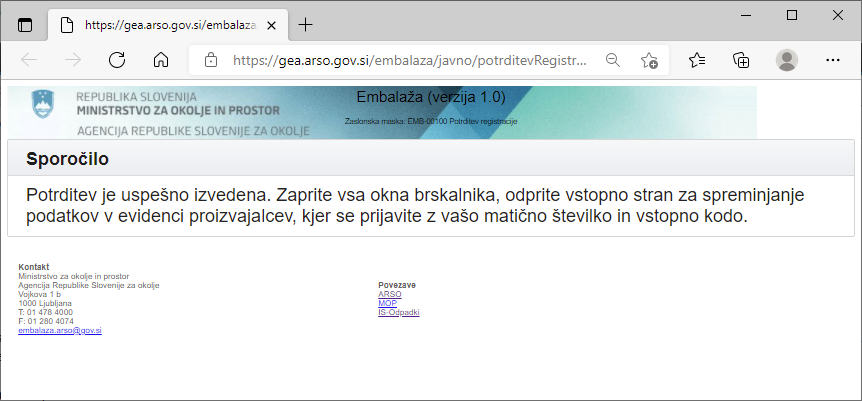 https://gea.arso.gov.si/embalaza
https://gea.arso.gov.si/embalaza/javno/potrditevRegistr...
REPUBLIKA SLOVENIJA
MINISTRSTVO ZA OKOLJE IN PROSTOR
AGENCIJA REPUBLIKE SLOVENIJE ZA OKOLJE
Embalaža (verzija 1.0)
Zaslonska maska: EMB-00100 Potrditev registracije
Sporočilo
Potrditev je uspešno izvedena. Zaprite vsa okna brskalnika, odprite vstopno stran za spreminjanje
podatkov v evidenci proizvajalcev, kjer se prijavite z vašo matično številko in vstopno kodo.
Kontakt
Ministrstvo za okolje in prostor
Agencija Republike Slovenije za okolje
Vojkova 1 b
1000 Ljubljana
T: 01 478 4000
F: 01 280 4074
embalaza.arso@gov.si
Povezave
ARSO
MOP
IS-Odpadki